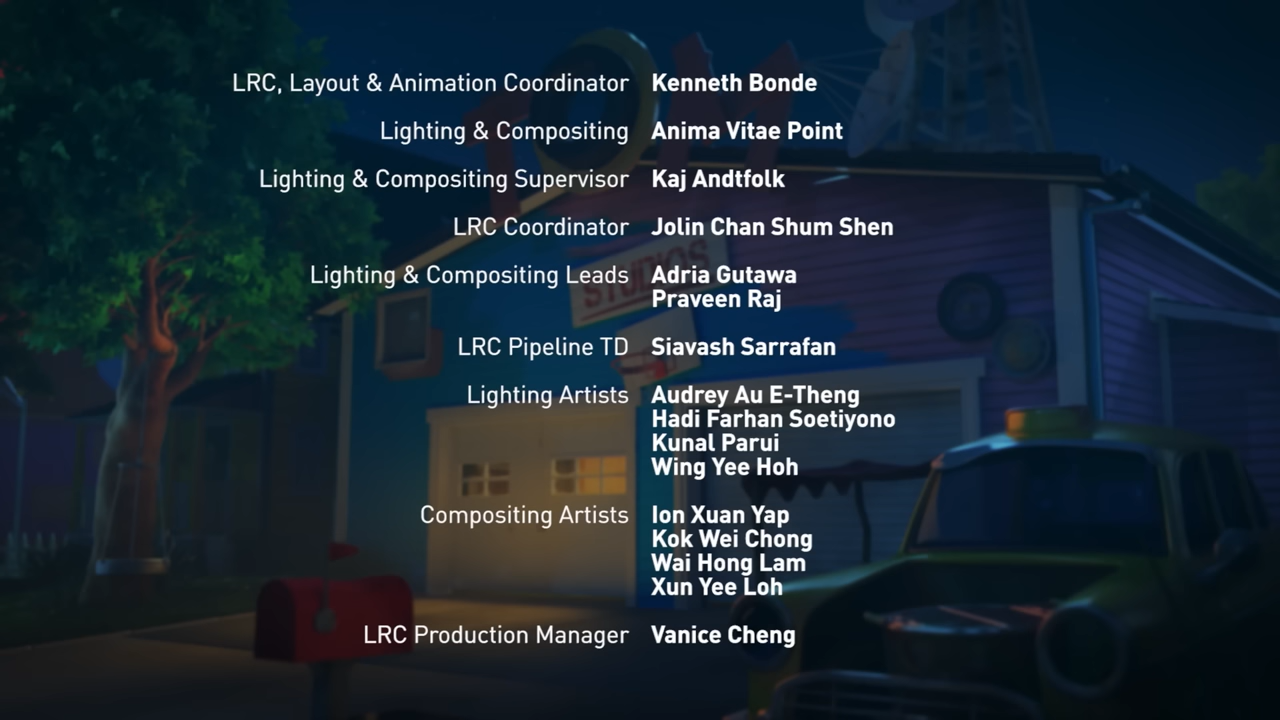 LRC, Layout & Animation Coordinator Kenneth Bonde
Lighting & Compositing Anima Vitae Point
Lighting & Compositing Supervisor Kaj Andtfolk
LRC Coordinator Jolin Chan Shum Shen
STUDIOS
Lighting & Compositing Leads Adria Gutawa
Praveen Raj
LRC Pipeline TD Siavash Sarrafan
Lighting Artists Audrey Au E-Theng
Hadi Farhan Soetiyono
Kunal Parui
Wing Yee Hoh
Compositing Artists Ion Xuan Yap
Kok Wei Chong
Wai Hong Lam
Xun Yee Loh
LRC Production Manager Vanice Cheng